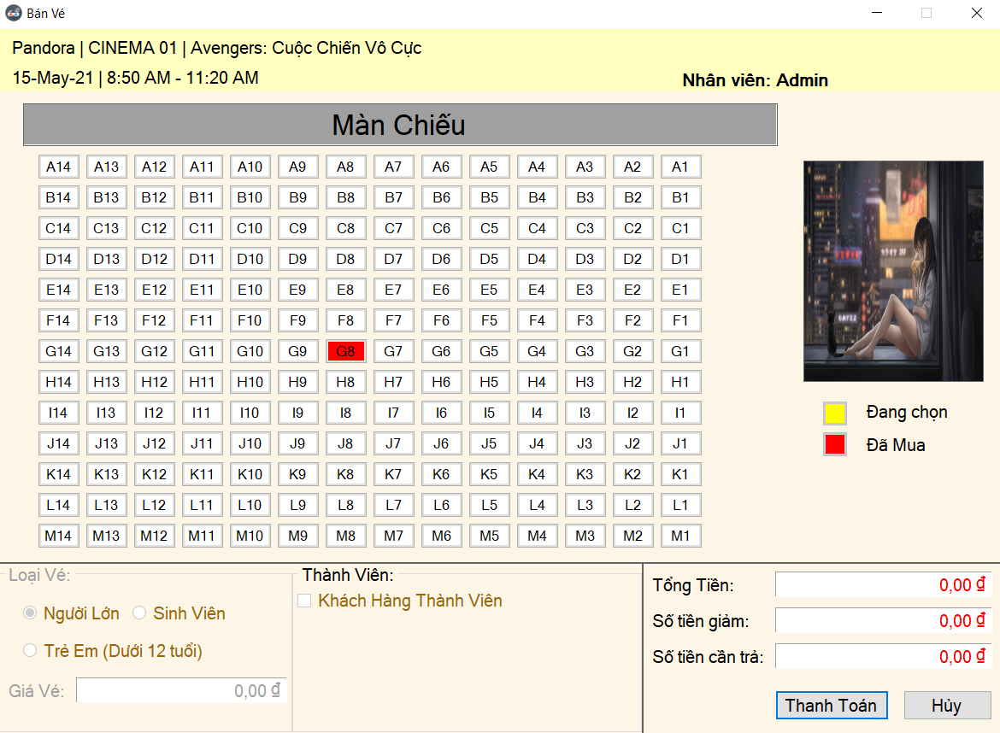 Bán Vé
Pandora | CINEMA 01 | Avengers: Cuộc Chiến Vô Cực
15-May-21 | 8:50 AM - 11:20 AM
Nhân viên: Admin
Màn Chiếu
A14 A13 A12 A11 A10 A9 A8 A7 A6 A5 A4 A3 A2 A1
B14 B13 B12 B11 B10 B9 B8 B7 B6 B5 B4 B3 B2 B1
C14 C13 C12 C11 C10 C9 C8 C7 C6 C5 C4 C3 C2 C1
D14 D13 D12 D11 D10 D9 D8 D7 D6 D5 D4 D3 D2 D1
E14 E13 E12 E11 E10 E9 E8 E7 E6 E5 E4 E3 E2 E1
F14 F13 F12 F11 F10 F9 F8 F7 F6 F5 F4 F3 F2 F1
G14 G13 G12 G11 G10 G9 G8 G7 G6 G5 G4 G3 G2 G1
H14 H13 H12 H11 H10 H9 H8 H7 H6 H5 H4 H3 H2 H1
I14 I13 I12 I11 I10 I9 I8 I7 I6 I5 I4 I3 I2 I1
J14 J13 J12 J11 J10 J9 J8 J7 J6 J5 J4 J3 J2 J1
K14 K13 K12 K11 K10 K9 K8 K7 K6 K5 K4 K3 K2 K1
L14 L13 L12 L11 L10 L9 L8 L7 L6 L5 L4 L3 L2 L1
M14 M13 M12 M11 M10 M9 M8 M7 M6 M5 M4 M3 M2 M1
Đang chọn
Đã Mua
Loại Vé:
Người Lớn Sinh Viên
Trẻ Em (Dưới 12 tuổi)
Giá Vé: 0,00 ₫
Thành Viên:
Khách Hàng Thành Viên
Tổng Tiền: 0,00 ₫
Số tiền giảm: 0,00 ₫
Số tiền cần trả: 0,00 ₫
Thanh Toán Hủy